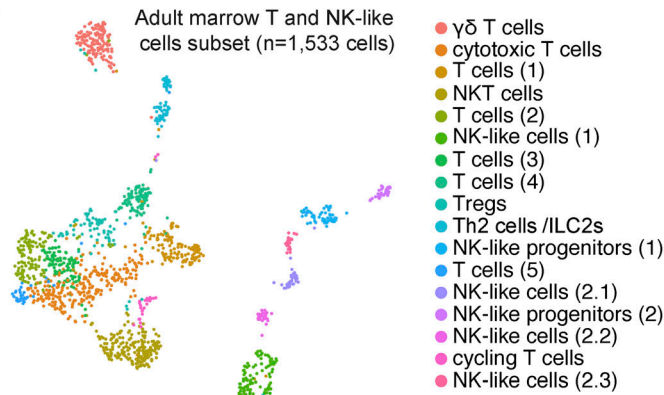 Adult marrow T and NK-like
cells subset (n=1,533 cells)
γδ T cells
cytotoxic T cells
T cells (1)
NKT cells
T cells (2)
NK-like cells (1)
T cells (3)
T cells (4)
Tregs
Th2 cells /ILC2s
NK-like progenitors (1)
T cells (5)
NK-like cells (2.1)
NK-like progenitors (2)
NK-like cells (2.2)
cycling T cells
NK-like cells (2.3)